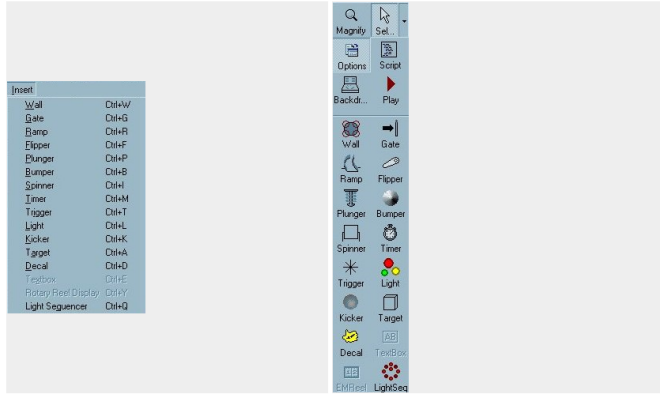 Insert
Wall Ctrl+W
Gate Ctrl+G
Ramp Ctrl+R
Flipper Ctrl+F
Plunger Ctrl+P
Bumper Ctrl+B
Spinner Ctrl+I
Timer Ctrl+M
Trigger Ctrl+T
Light Ctrl+L
Kicker Ctrl+K
Target Ctrl+A
Decal Ctrl+D
Textbox Ctrl+E
Rotary Reel Display Ctrl+Y
Light Sequencer Ctrl+Q
Magnify Sel...
Options Script
Backdr... Play
Wall Gate
Ramp Flipper
Plunger Bumper
Spinner Timer
Trigger Light
Kicker Target
AB
Decal TextBox
EMReel LightSeq